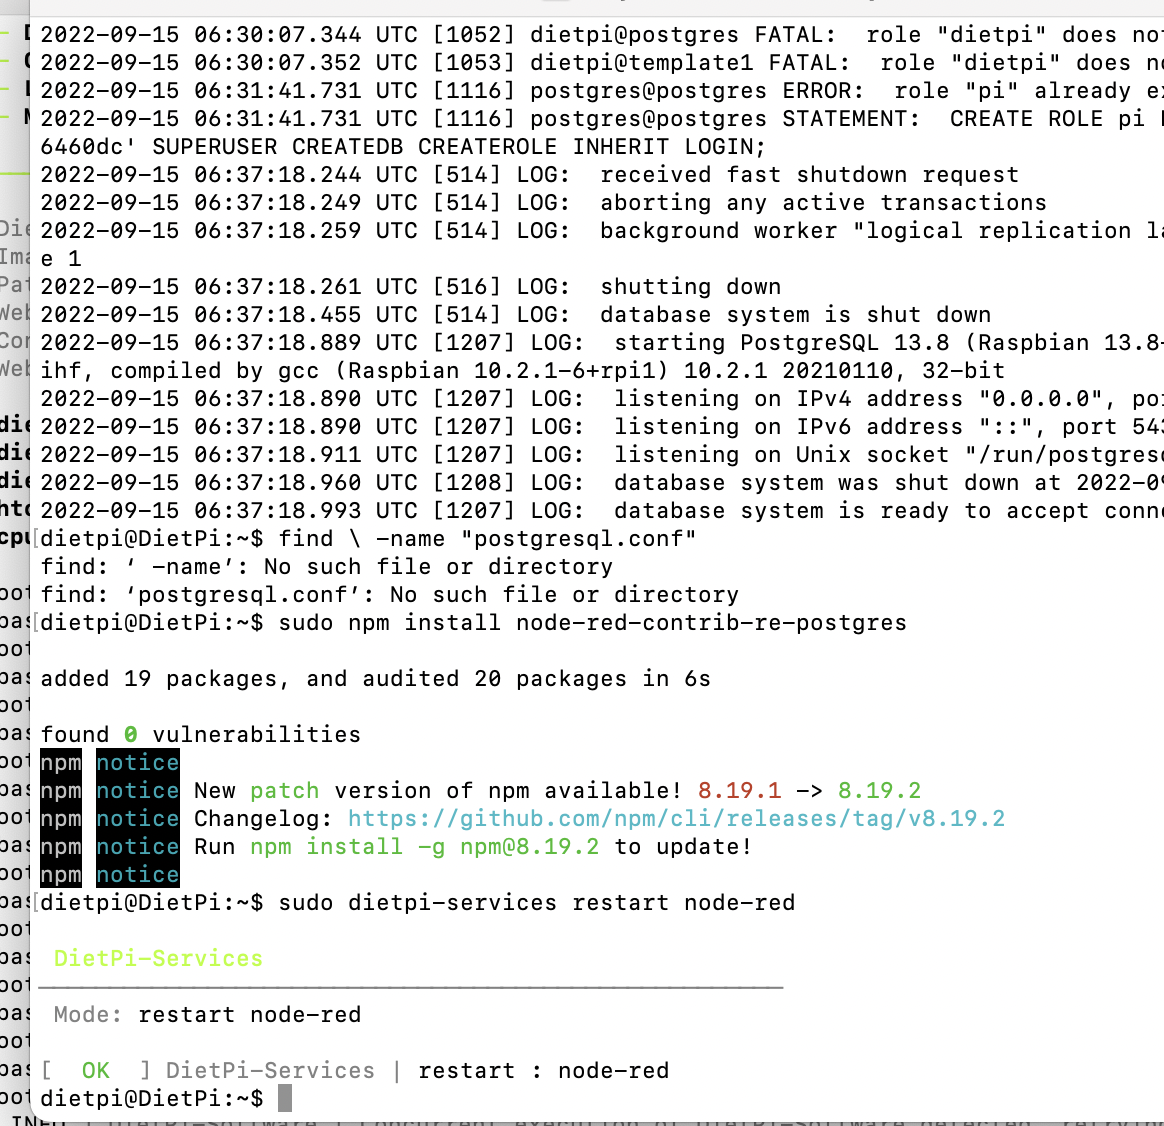 2022-09-15 06:30:07.344 UTC [1052] dietpi@postgres FATAL:  role "dietpi" does
2022-09-15 06:30:07.352 UTC [1053] dietpi@template1 FATAL:  role "dietpi" does
2022-09-15 06:31:41.731 UTC [1116] postgres@postgres ERROR:  role "pi" already
2022-09-15 06:31:41.731 UTC [1116] postgres@postgres STATEMENT:  CREATE ROLE pi
6460dc' SUPERUSER CREATEDB CREATEROLE INHERIT LOGIN;
2022-09-15 06:37:18.244 UTC [514] LOG:  received fast shutdown request
2022-09-15 06:37:18.249 UTC [514] LOG:  aborting any active transactions
2022-09-15 06:37:18.259 UTC [514] LOG:  background worker "logical replication la
e 1
2022-09-15 06:37:18.261 UTC [516] LOG:  shutting down
2022-09-15 06:37:18.455 UTC [514] LOG:  database system is shut down
2022-09-15 06:37:18.889 UTC [1207] LOG:  starting PostgreSQL 13.8 (Raspbian 13.8-
ihf, compiled by gcc (Raspbian 10.2.1-6+rpi1) 10.2.1 20210110, 32-bit
2022-09-15 06:37:18.890 UTC [1207] LOG:  listening on IPv4 address "0.0.0.0", po
2022-09-15 06:37:18.890 UTC [1207] LOG:  listening on IPv6 address "::", port 543
2022-09-15 06:37:18.911 UTC [1207] LOG:  listening on Unix socket "/run/postgres
2022-09-15 06:37:18.960 UTC [1208] LOG:  database system was shut down at 2022-0
2022-09-15 06:37:18.993 UTC [1207] LOG:  database system is ready to accept conn
[dietpi@DietPi:~$ find \ -name "postgresql.conf"
find: ‘ -name’: No such file or directory
find: ‘postgresql.conf’: No such file or directory
[dietpi@DietPi:~$ sudo npm install node-red-contrib-re-postgres
added 19 packages, and audited 20 packages in 6s
found 0 vulnerabilities
npm notice
npm notice New patch version of npm available! 8.19.1 -> 8.19.2
npm notice Changelog: https://github.com/npm/cli/releases/tag/v8.19.2
npm notice Run npm install -g npm@8.19.2 to update!
npm notice
[dietpi@DietPi:~$ sudo dietpi-services restart node-red
DietPi-Services
Mode: restart node-red
[  OK  ] DietPi-Services | restart : node-red
dietpi@DietPi:~$